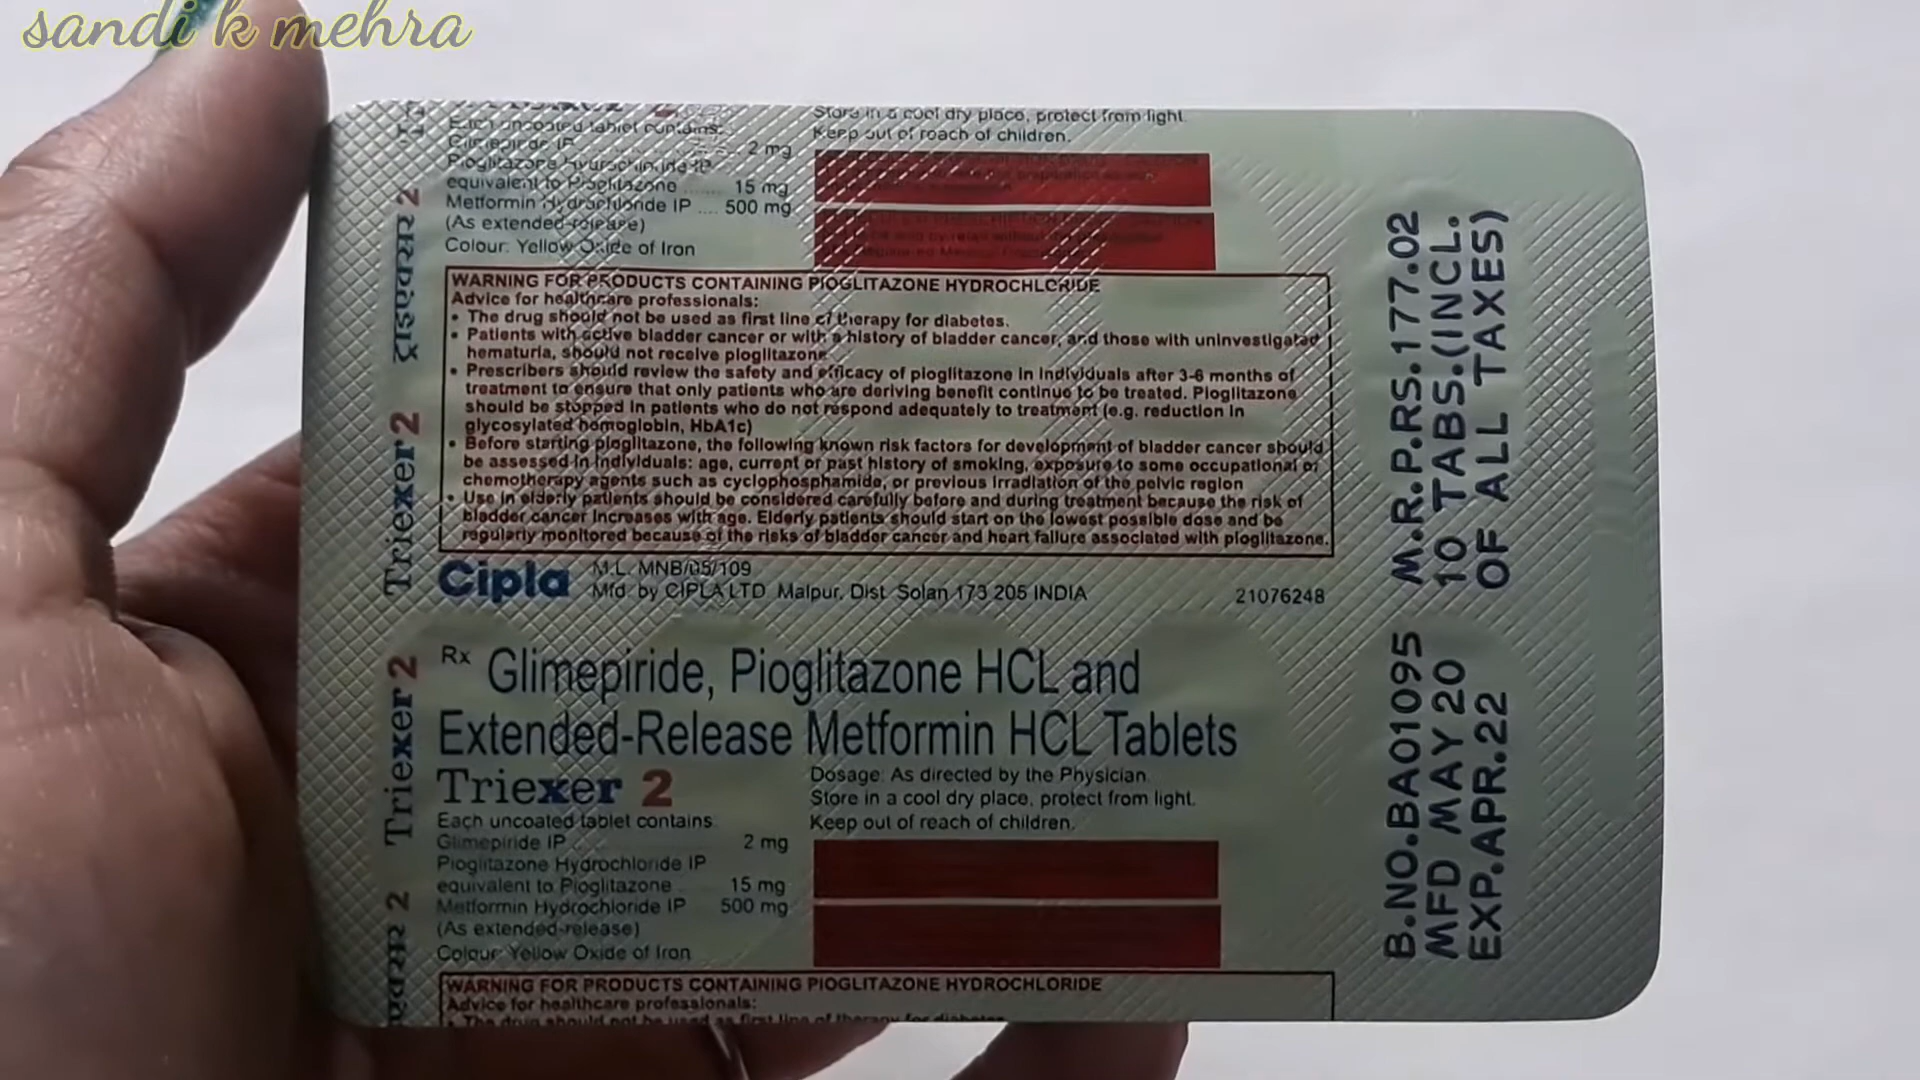 sandi k mehra
Store in a cool dry place, protect from light.
Keep out of reach of children.
Each uncoated tablet contains:
Glimepiride IP ........ 2 mg
Pioglitazone Hydrochloride IP
equivalent to Pioglitazone ....... 15 mg
Metformin Hydrochloride IP .... 500 mg
(As extended-release)
Colour: Yellow Oxide of Iron
WARNING FOR PRODUCTS CONTAINING PIOGLITAZONE HYDROCHLORIDE
Advice for healthcare professionals:
• The drug should not be used as first line of therapy for diabetes.
• Patients with active bladder cancer or with a history of bladder cancer, and those with uninvestigated
hematuria, should not receive pioglitazone
• Prescribers should review the safety and efficacy of pioglitazone in individuals after 3-6 months of
treatment to ensure that only patients who are deriving benefit continue to be treated. Pioglitazone
should be stopped in patients who do not respond adequately to treatment (e.g. reduction in
glycosylated hemoglobin, HbA1c)
• Before starting pioglitazone, the following known risk factors for development of bladder cancer should
be assessed in individuals: age, current or past history of smoking, exposure to some occupational or
chemotherapy agents such as cyclophosphamide, or previous irradiation of the pelvic region
• Use in elderly patients should be considered carefully before and during treatment because the risk of
bladder cancer increases with age. Elderly patients should start on the lowest possible dose and be
regularly monitored because of the risks of bladder cancer and heart failure associated with pioglitazone.
Cipla
M.L. MNB/05/109
Mfd. by CIPLA LTD Malpur, Dist. Solan 173 205 INDIA
21076248
Rx Glimepiride, Pioglitazone HCL and
Extended-Release Metformin HCL Tablets
Triexer 2
Dosage: As directed by the Physician.
Store in a cool dry place, protect from light.
Keep out of reach of children.
Each uncoated tablet contains
Glimepiride IP 2 mg
Pioglitazone Hydrochloride IP
equivalent to Pioglitazone 15 mg
Metformin Hydrochloride IP 500 mg
(As extended-release)
Colour: Yellow Oxide of Iron
WARNING FOR PRODUCTS CONTAINING PIOGLITAZONE HYDROCHLORIDE
Advice for healthcare professionals:
• The drug should not be used as first line of therapy for diabetes
ट्राइएक्सर 2
Triexer 2
Triexer 2
एक्सर 2
B.NO.BA01095 M.R.P.RS.177.02
MFD MAY 20 10 TABS.(INCL.
EXP.APR.22 OF ALL TAXES)